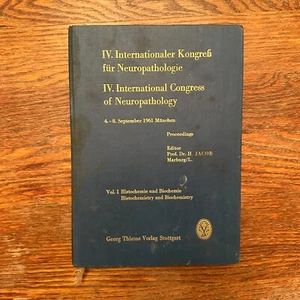 IV. Internationaler Kongreß
für Neuropathologie
IV. International Congress
of Neuropathology
4.-8. September 1961 München
Proceedings
Editor
Prof. Dr. H. JACOB
Marburg/L.
Vol. I Histochemie und Biochemie
Histochemistry and Biochemistry
Georg Thieme Verlag Stuttgart